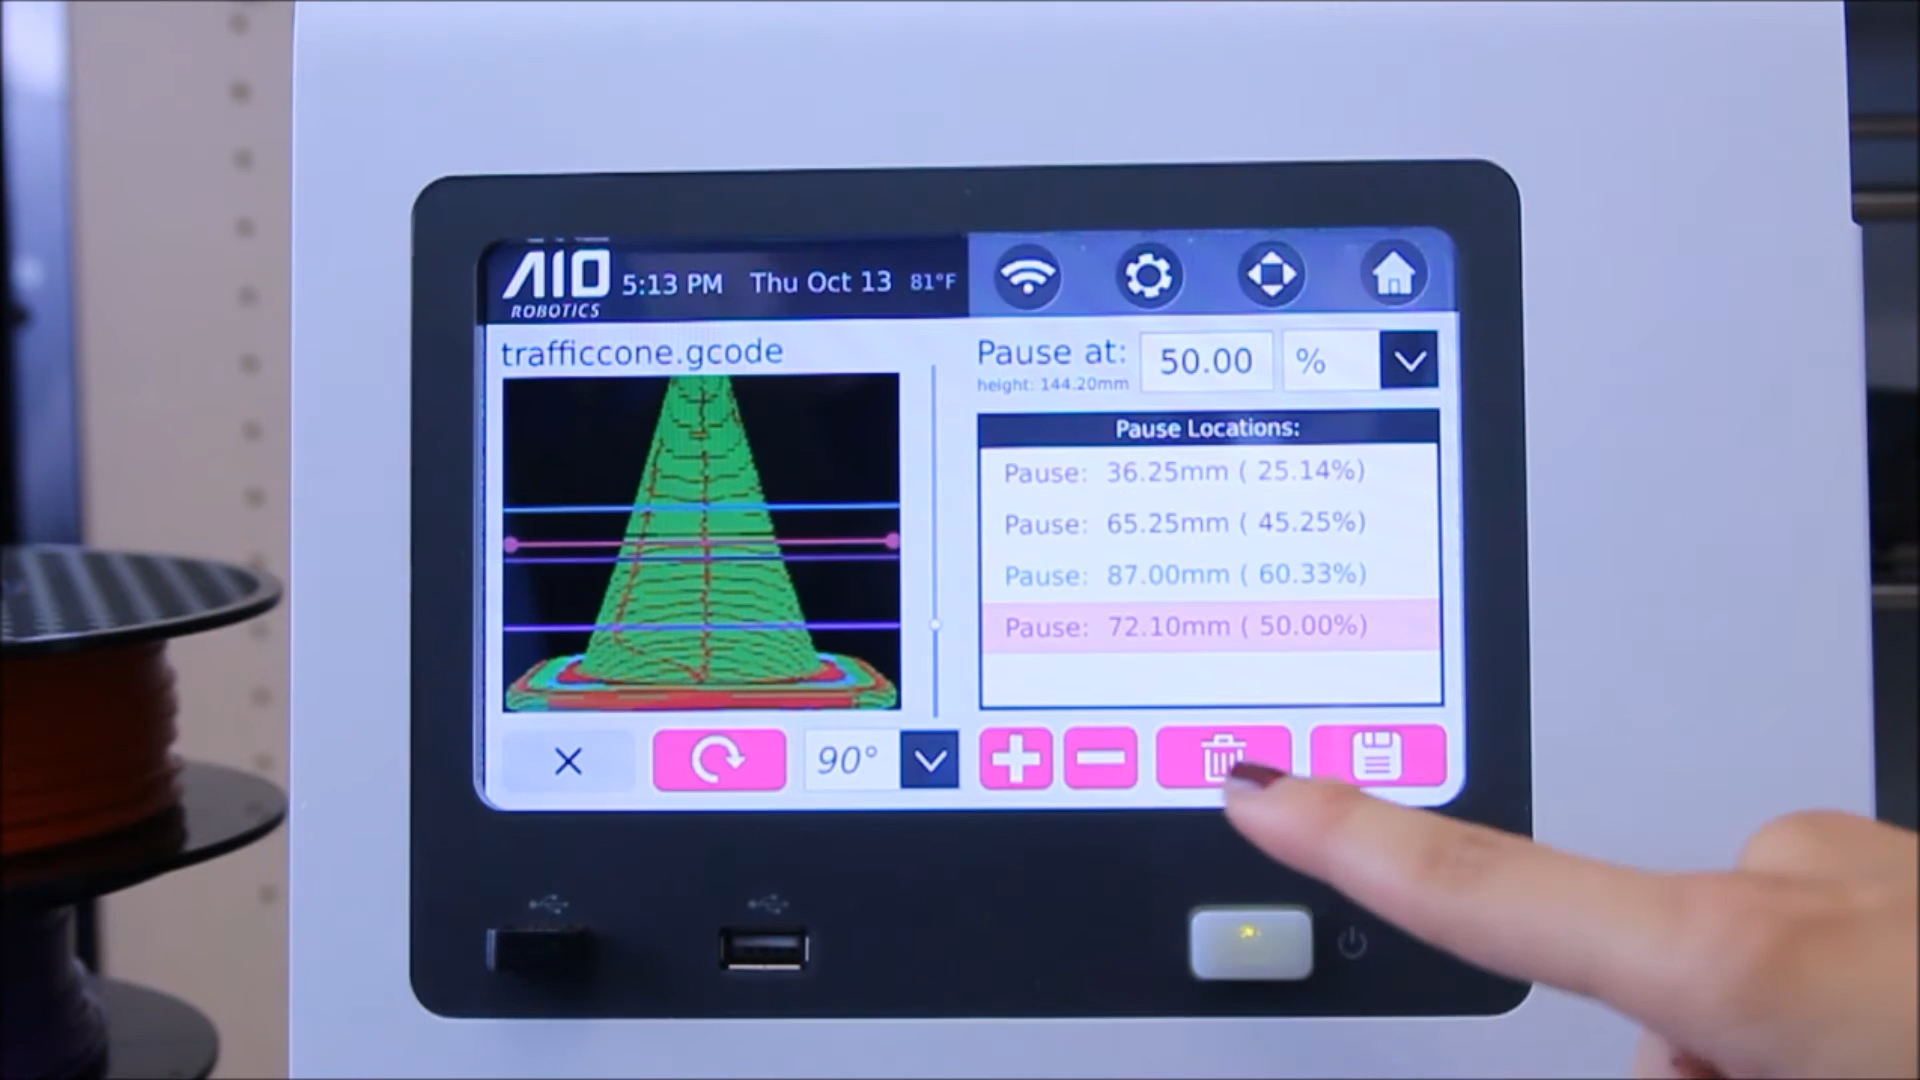 AIO
ROBOTICS
5:13 PM Thu Oct 13 81°F
trafficcone.gcode
Pause at: 50.00 %
height: 144.20mm
Pause Locations:
Pause: 36.25mm ( 25.14%)
Pause: 65.25mm ( 45.25%)
Pause: 87.00mm ( 60.33%)
Pause: 72.10mm ( 50.00%)
90°